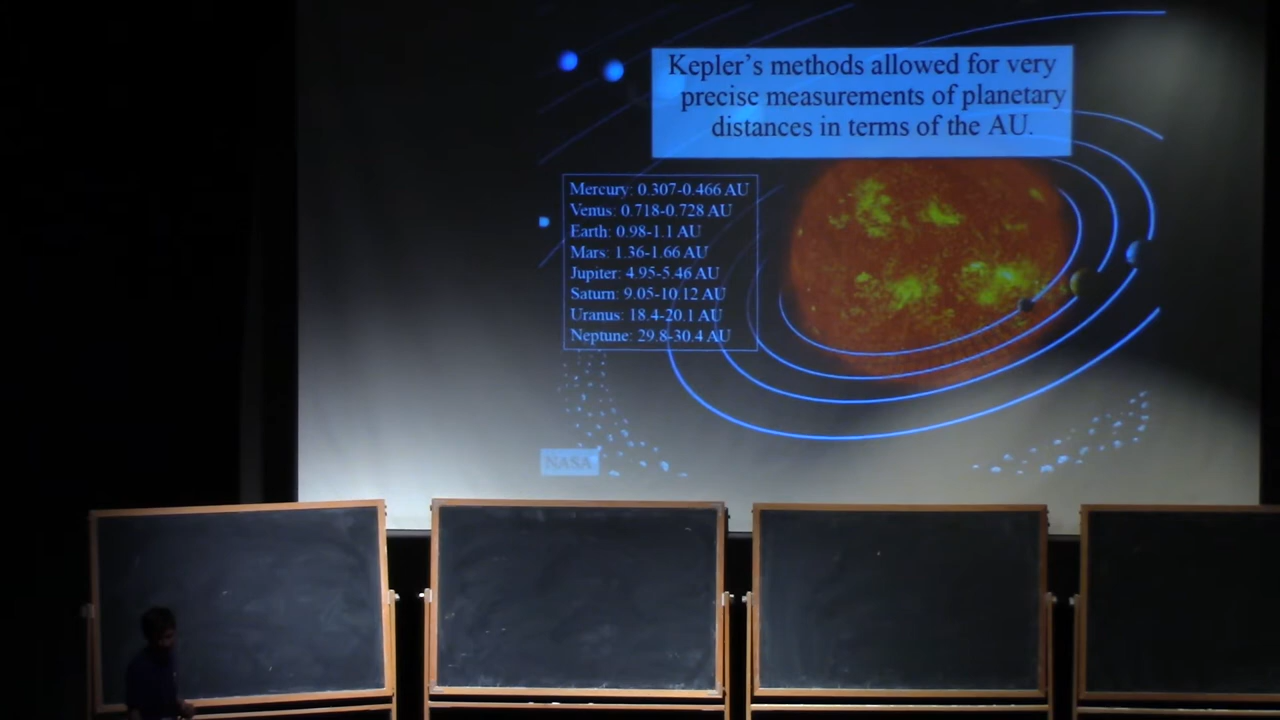 Kepler's methods allowed for very
precise measurements of planetary
distances in terms of the AU.
Mercury: 0.307-0.466 AU
Venus: 0.718-0.728 AU
Earth: 0.98-1.1 AU
Mars: 1.36-1.66 AU
Jupiter: 4.95-5.46 AU
Saturn: 9.05-10.12 AU
Uranus: 18.4-20.1 AU
Neptune: 29.8-30.4 AU
NASA